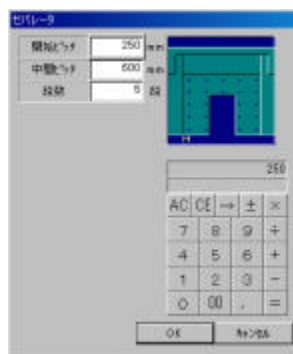 セパレータ
開始ピッチ 250 mm
中間ピッチ 600 mm
段数 5 段
250
AC CE → ± ×
7 8 9 ÷
4 5 6 +
1 2 3 -
0 00 . =
OK キャンセル